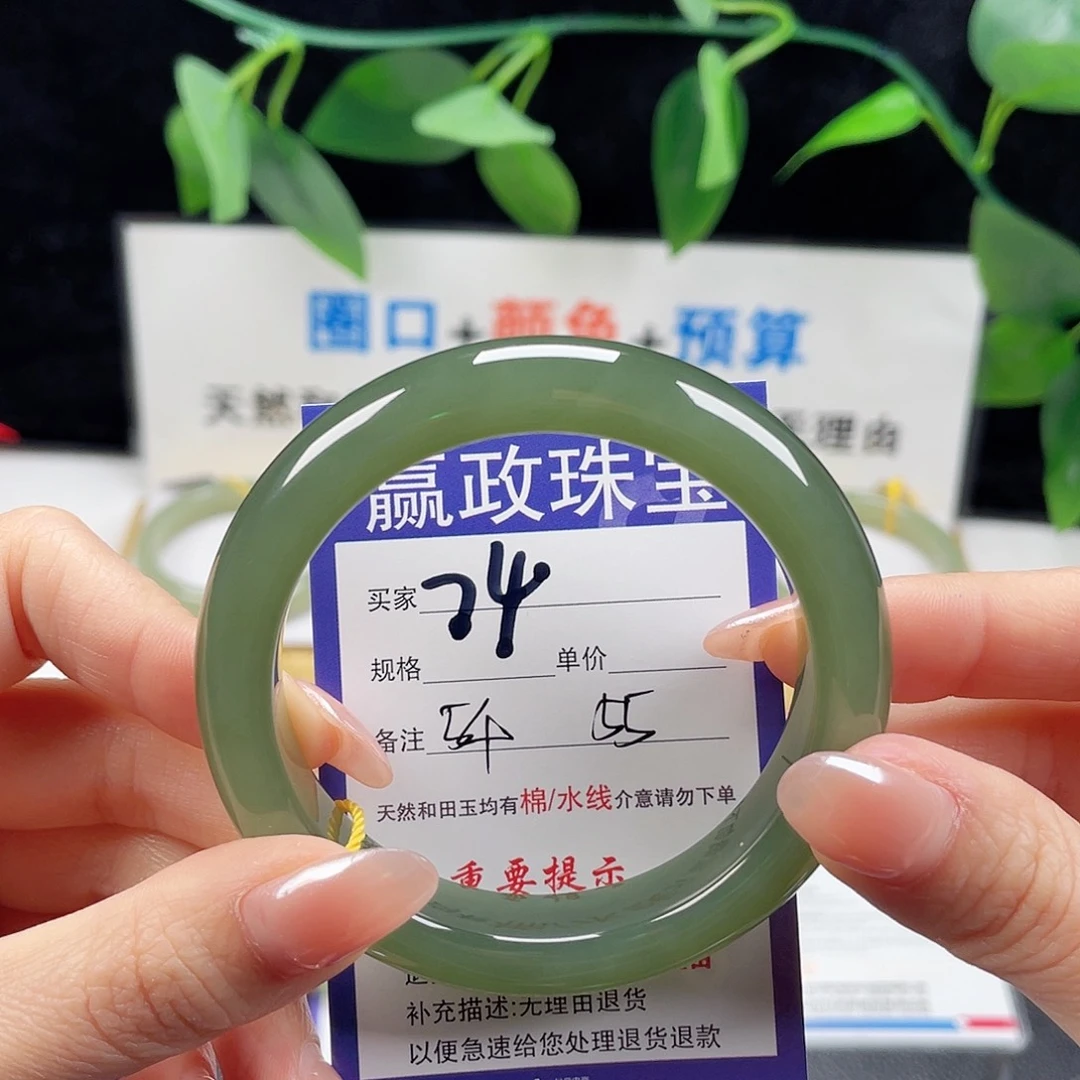 圈口+颜色+预算
天然 理由
赢政珠宝
买家 24
规格 单价
备注 54 55
天然和田玉均有棉/水线介意请勿下单
重要提示
补充描述:无理由退货
以便急速给您处理退货退款